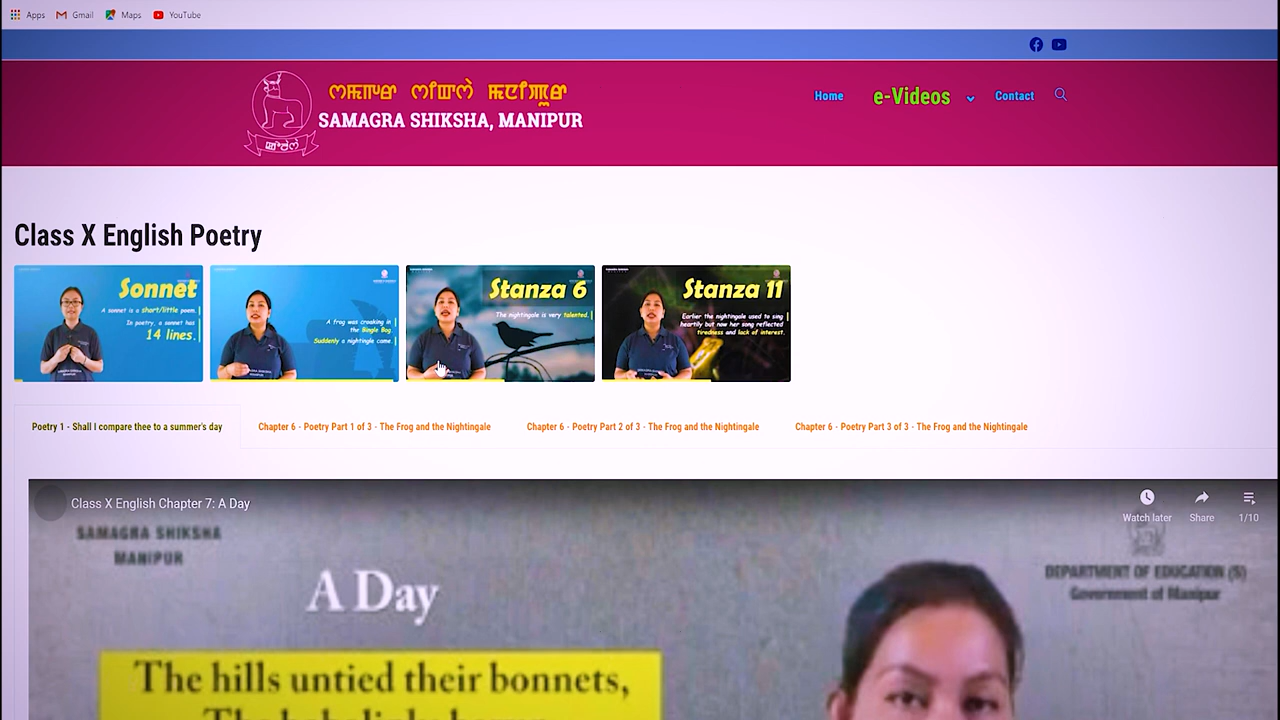 Apps Gmail Maps YouTube
SAMAGRA SHIKSHA, MANIPUR
Home e-Videos Contact
Class X English Poetry
Sonnet
A sonnet is a short/little poem.
In poetry, a sonnet has
14 lines.
A frog was croaking in
the Bingle Bog
Suddenly a nightingle came.
Stanza 6
The nightingale is very talented.
Stanza 11
Earlier the nightingale used to sing
heartily but now her song reflected
tiredness and lack of interest.
Poetry 1 - Shall I compare thee to a summer's day
Chapter 6 - Poetry Part 1 of 3 - The Frog and the Nightingale
Chapter 6 - Poetry Part 2 of 3 - The Frog and the Nightingale
Chapter 6 - Poetry Part 3 of 3 - The Frog and the Nightingale
Class X English Chapter 7: A Day
Watch later Share 1/10
SAMAGRA SHIKSHA
MANIPUR
DEPARTMENT OF EDUCATION (S)
Government of Manipur
A Day
The hills untied their bonnets,